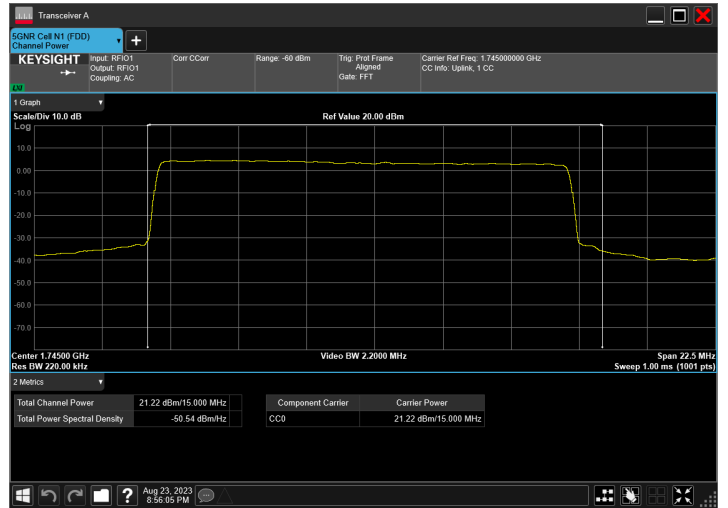 Transceiver A
5GNR Cell N1 (FDD)
Channel Power
KEYSIGHT
LXI
Input: RFIO1
Output: RFIO1
Coupling: AC
Corr CCorr
Range: -60 dBm
Trig: Prot Frame
Aligned
Gate: FFT
Carrier Ref Freq: 1.745000000 GHz
CC Info: Uplink, 1 CC
1 Graph
Scale/Div 10.0 dB
Ref Value 20.00 dBm
Log
10.0
0.00
-10.0
-20.0
-30.0
-40.0
-50.0
-60.0
-70.0
Center 1.74500 GHz
Video BW 2.2000 MHz
Span 22.5 MHz
Res BW 220.00 kHz
Sweep 1.00 ms (1001 pts)
2 Metrics
Total Channel Power 21.22 dBm/15.000 MHz
Total Power Spectral Density -50.54 dBm/Hz
Component Carrier Carrier Power
CC0 21.22 dBm/15.000 MHz
?
Aug 23, 2023
8:56:05 PM